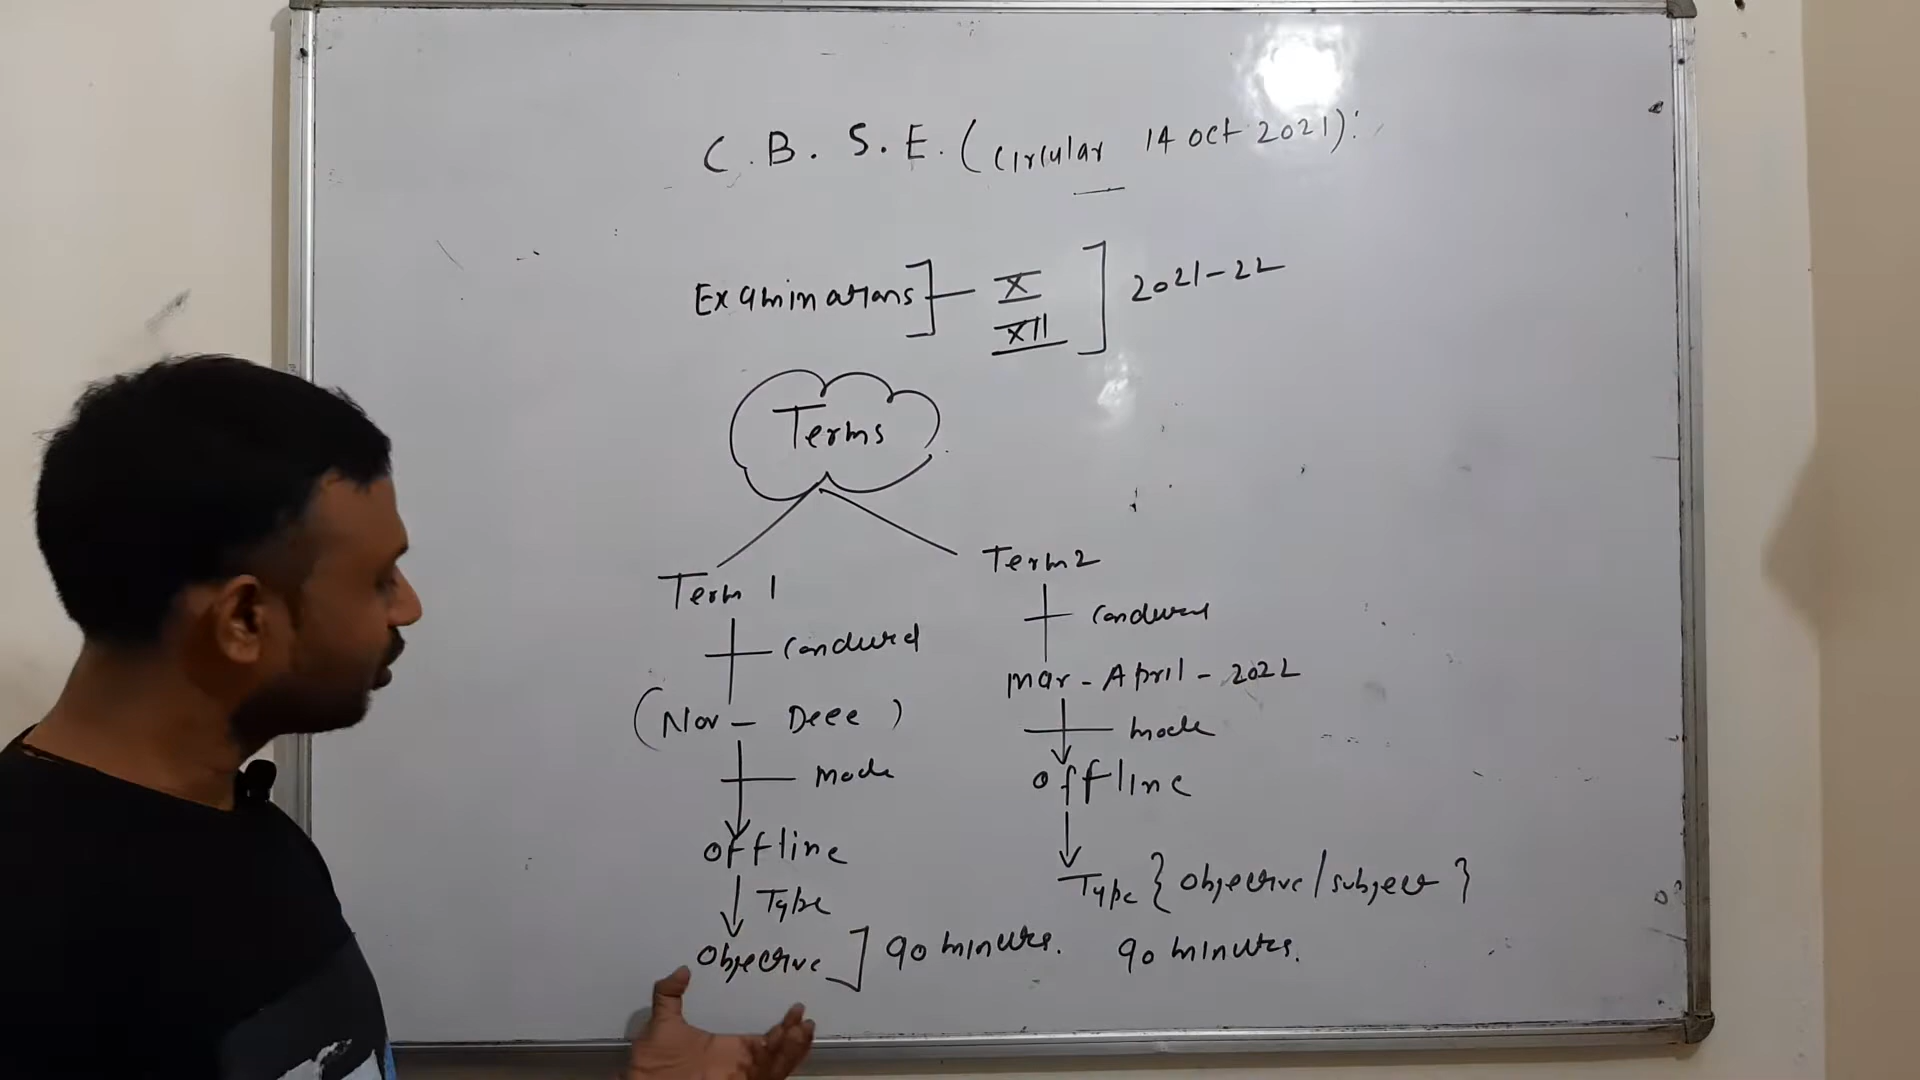 C. B. S. E. (Circular 14 Oct 2021):
Examinations] — X
XII ] 2021-22
Terms
Term 1
Conducted
(Nov - Dece)
Mode
Offline
Type
Objective ] 90 minutes.
Term 2
Conducted
Mar - April - 2022
Mode
Offline
Type { Objective / Subject }
90 minutes.